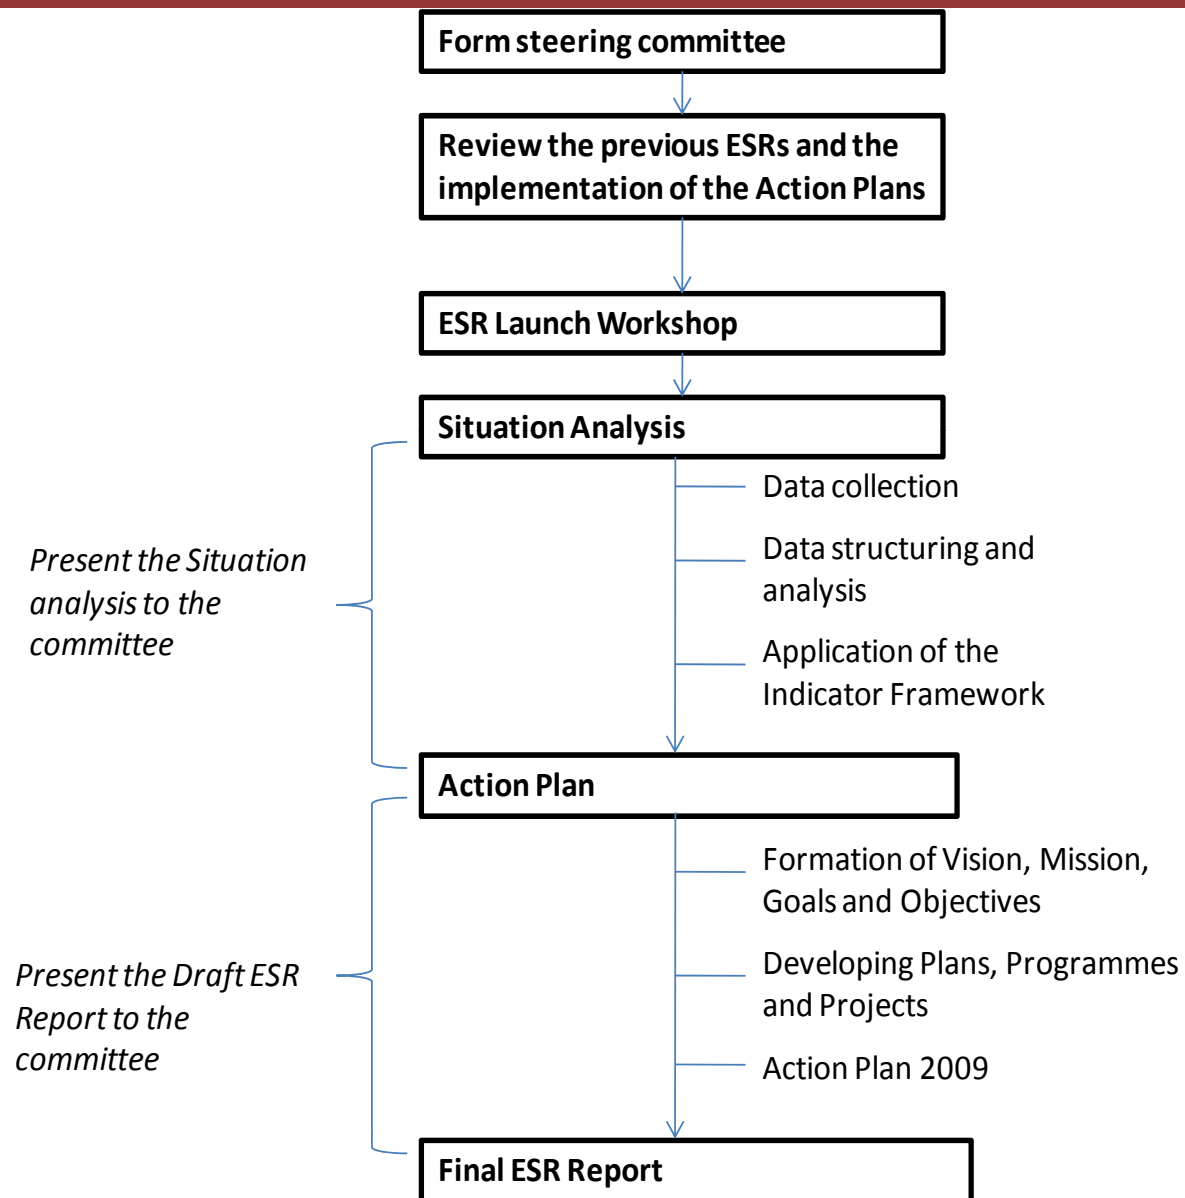 Form steering committee
Review the previous ESRs and the
implementation of the Action Plans
ESR Launch Workshop
Situation Analysis
Data collection
Data structuring and
analysis
Application of the
Indicator Framework
Present the Situation
analysis to the
committee
Action Plan
Formation of Vision, Mission,
Goals and Objectives
Developing Plans, Programmes
and Projects
Action Plan 2009
Present the Draft ESR
Report to the
committee
Final ESR Report